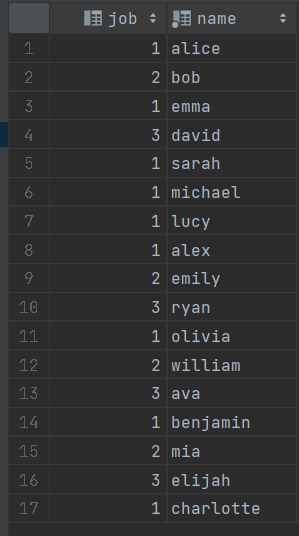 job name
1 1 alice
2 2 bob
3 1 emma
4 3 david
5 1 sarah
6 1 michael
7 1 lucy
8 1 alex
9 2 emily
10 3 ryan
11 1 olivia
12 2 william
13 3 ava
14 1 benjamin
15 2 mia
16 3 elijah
17 1 charlotte